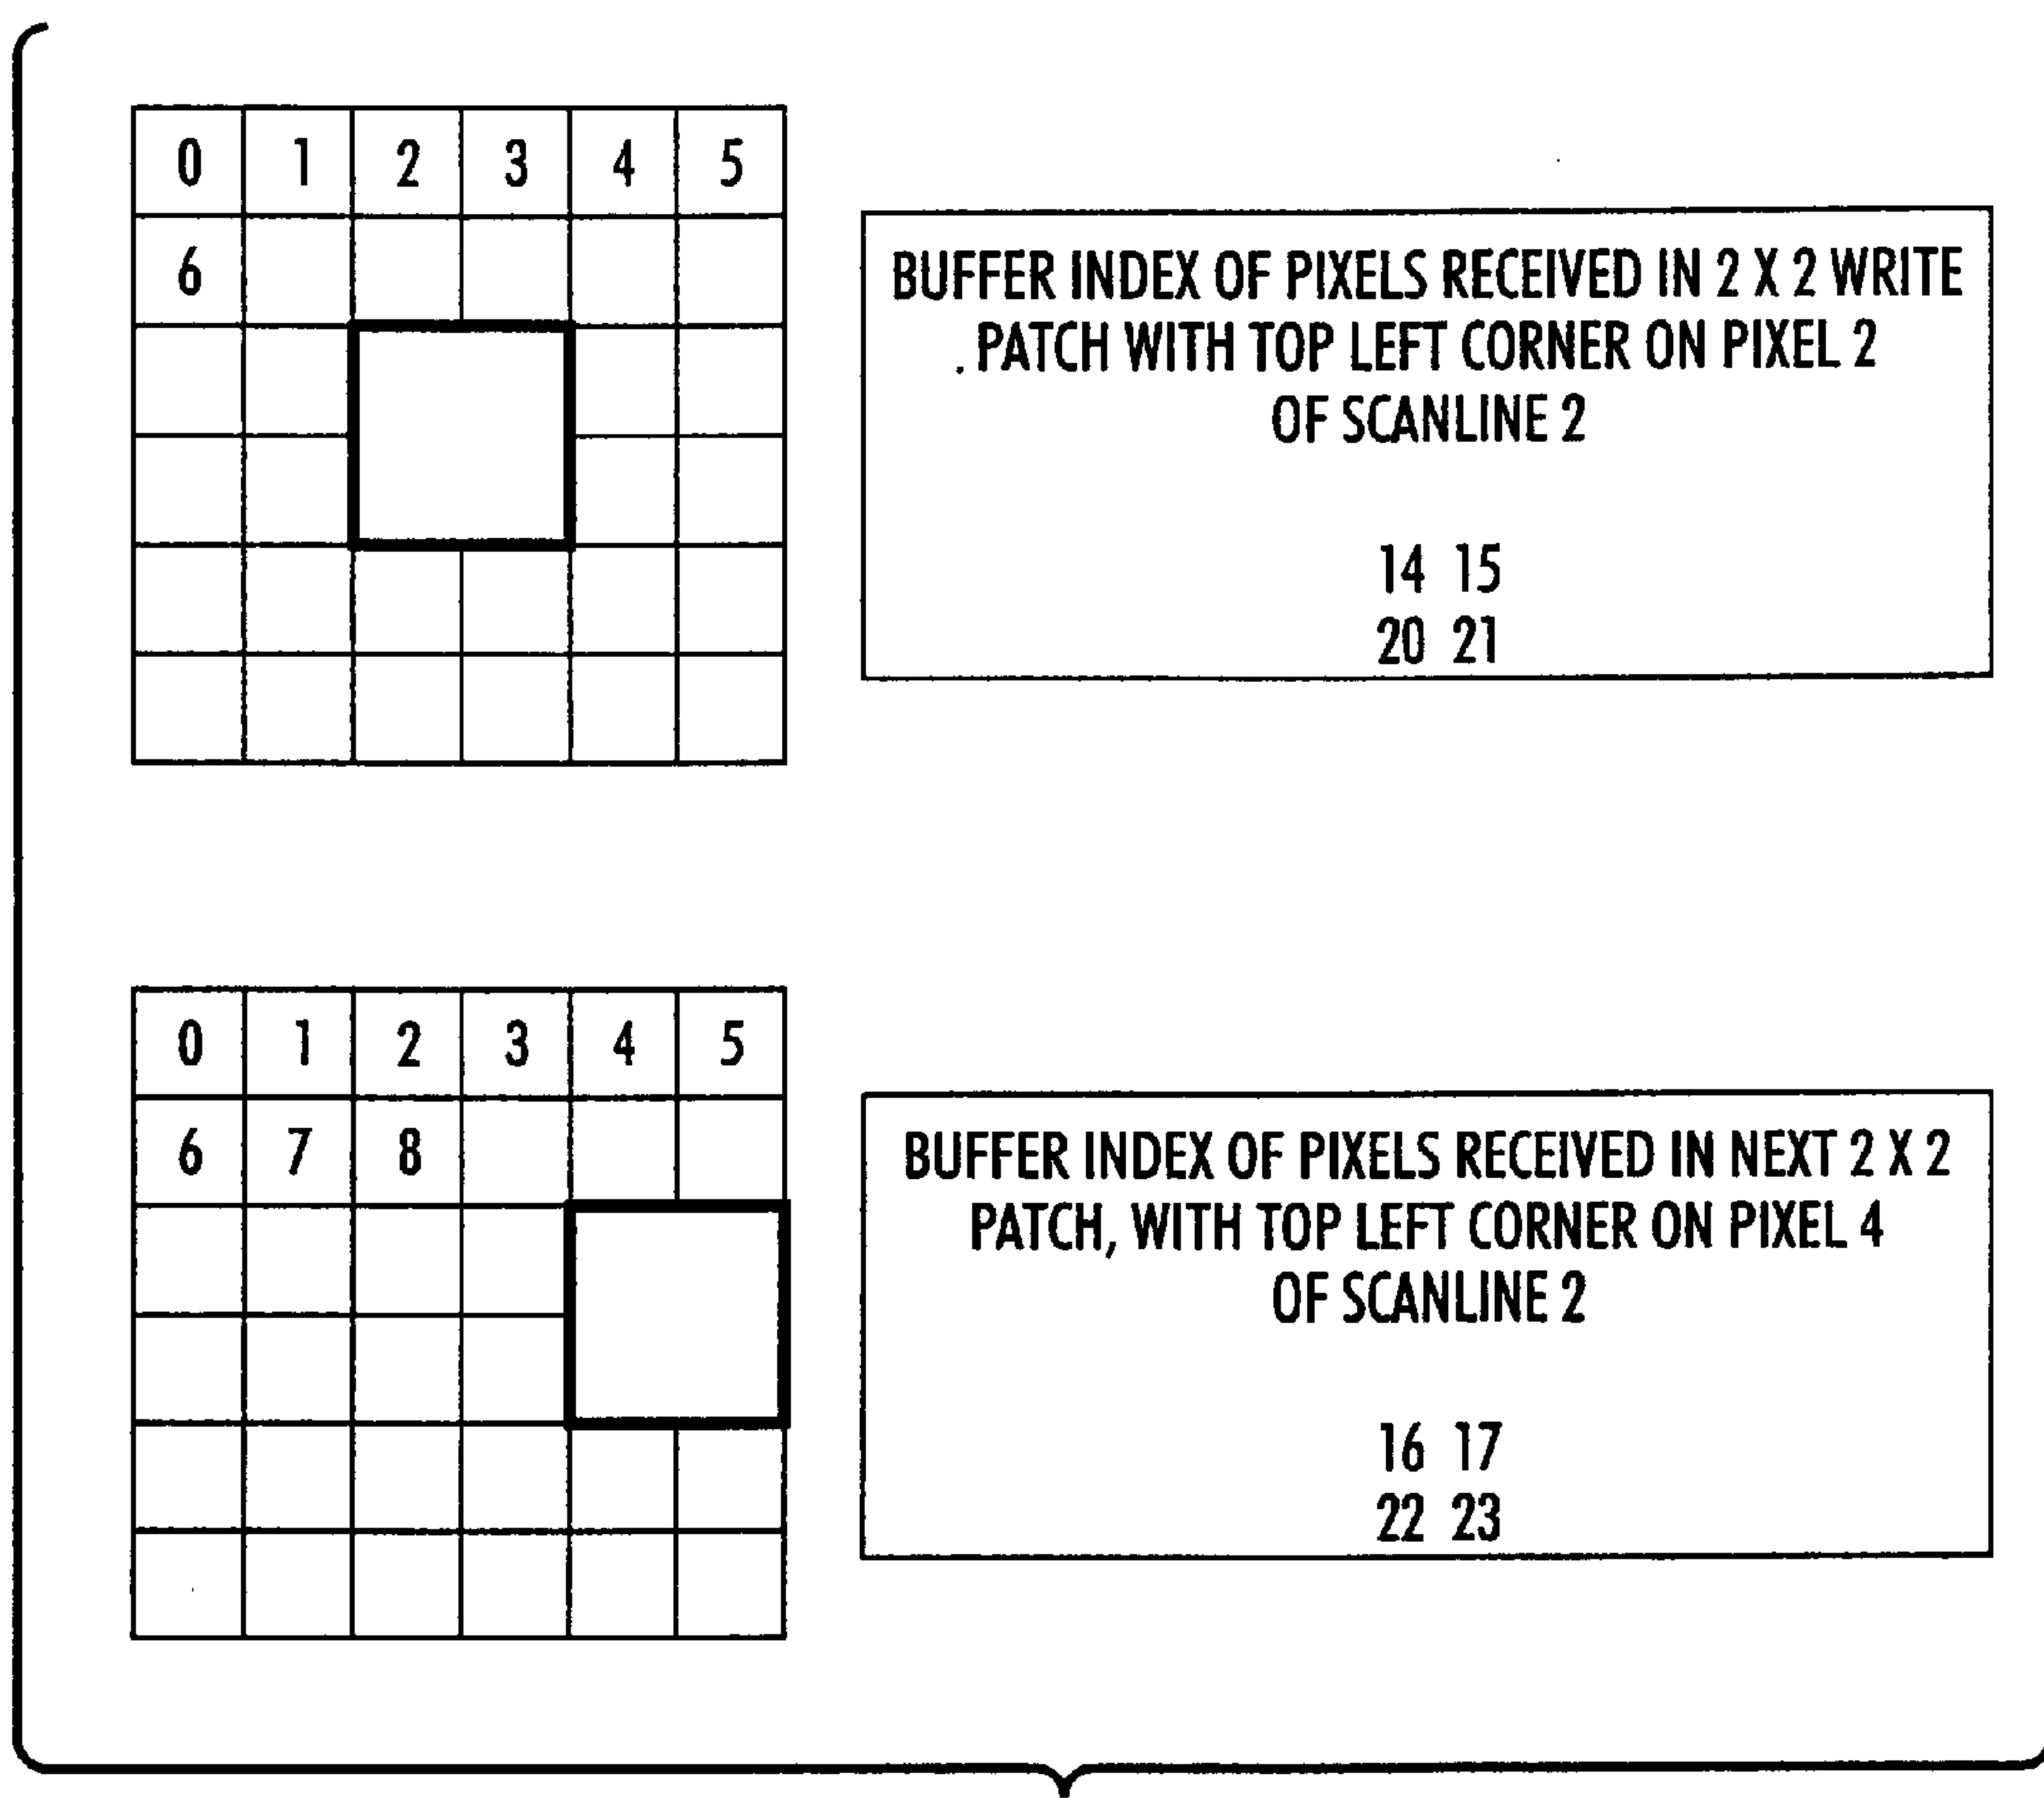 0 1 2 3 4 5
6
BUFFER INDEX OF PIXELS RECEIVED IN 2 X 2 WRITE
PATCH WITH TOP LEFT CORNER ON PIXEL 2
OF SCANLINE 2
14 15
20 21
0 1 2 3 4 5
6 7 8
BUFFER INDEX OF PIXELS RECEIVED IN NEXT 2 X 2
PATCH, WITH TOP LEFT CORNER ON PIXEL 4
OF SCANLINE 2
16 17
22 23